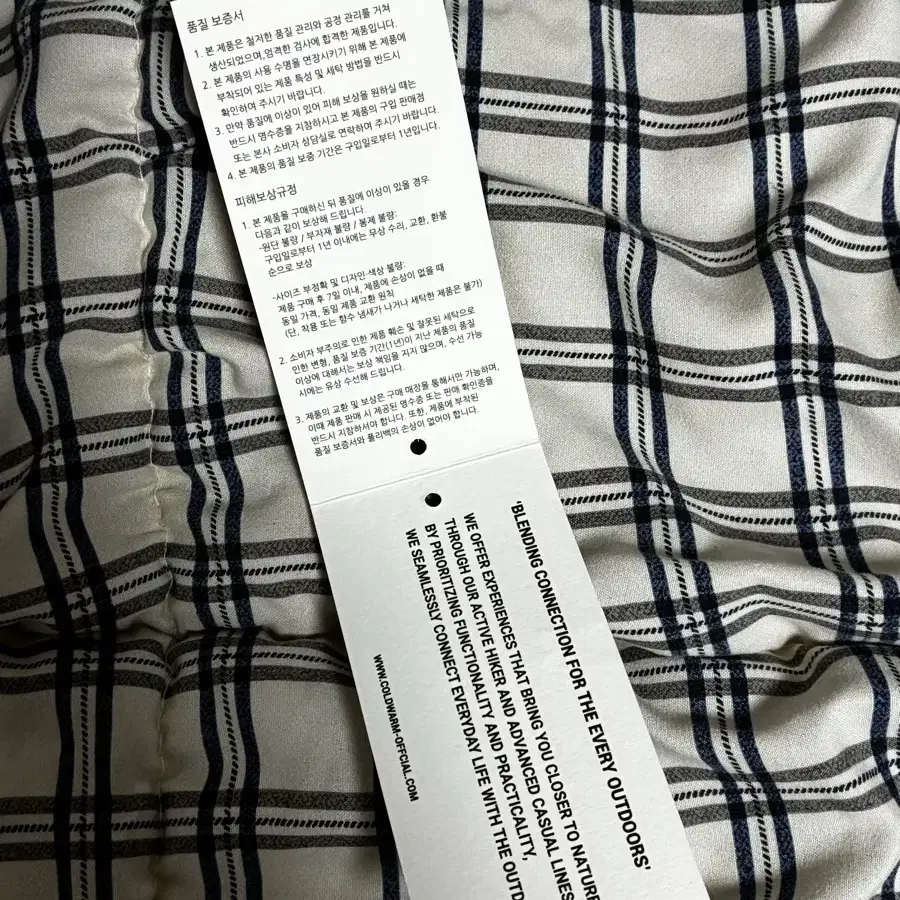 품질 보증서
1. 본 제품은 철저한 품질 관리와 공정 관리를 거쳐
생산되었으며,엄격한 검사에 합격한 제품입니다.
2. 본 제품의 사용 수명을 연장시키기 위해 본 제품에
부착되어 있는 제품 특성 및 세탁 방법을 반드시
확인하여 주시기 바랍니다.
3. 만약 품질에 이상이 있어 피해 보상을 원하실 때는
반드시 영수증을 지참하시고 본 제품의 구입 판매점
또는 본사 소비자 상담실로 연락하여 주시기 바랍니다.
4. 본 제품의 품질 보증 기간은 구입일로부터 1년입니다.
피해보상규정
1. 본 제품을 구매하신 뒤 품질에 이상이 있을 경우
다음과 같이 보상해 드립니다.
-원단 불량 / 부자재 불량 / 봉제 불량:
구입일로부터 1년 이내에는 무상 수리, 교환, 환불
순으로 보상
-사이즈 부정확 및 디자인·색상 불량:
제품 구매 후 7일 이내, 제품에 손상이 없을 때
동일 가격, 동일 제품 교환 원칙
(단, 착용 또는 향수 냄새가 나거나 세탁한 제품은 불가)
2. 소비자 부주의로 인한 제품 훼손 및 잘못된 세탁으로
인한 변형, 품질 보증 기간(1년)이 지난 제품의 품질
이상에 대해서는 보상 책임을 지지 않으며, 수선 가능
시에는 유상 수선해 드립니다.
3. 제품의 교환 및 보상은 구매 매장을 통해서만 가능하며,
이때 제품 판매 시 제공된 영수증 또는 판매 확인증을
반드시 지참하셔야 합니다. 또한, 제품에 부착된
품질 보증서와 폴리백의 손상이 없어야 합니다.
'BLENDING CONNECTION FOR THE EVERY OUTDOORS'
WE OFFER EXPERIENCES THAT BRING YOU CLOSER TO NATURE
THROUGH OUR ACTIVE HIKER AND ADVANCED CASUAL LINES
BY PRIORITIZING FUNCTIONALITY AND PRACTICALITY,
WE SEAMLESSLY CONNECT EVERYDAY LIFE WITH THE OUTD
WWW.COLDWARM-OFFCIAL.COM